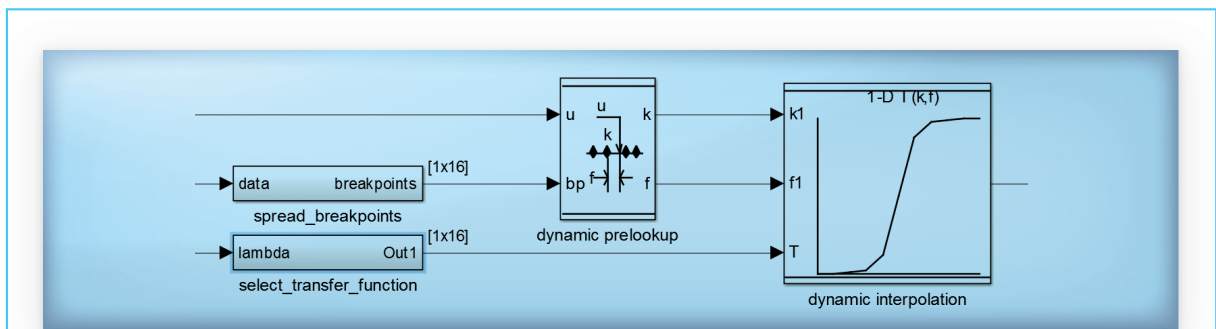 1-D T(k,f)
u
u
k
k1
k
f
bp
f
f1
data
breakpoints
[1x16]
spread_breakpoints
dynamic prelookup
lambda
Out1
[1x16]
T
select_transfer_function
dynamic interpolation